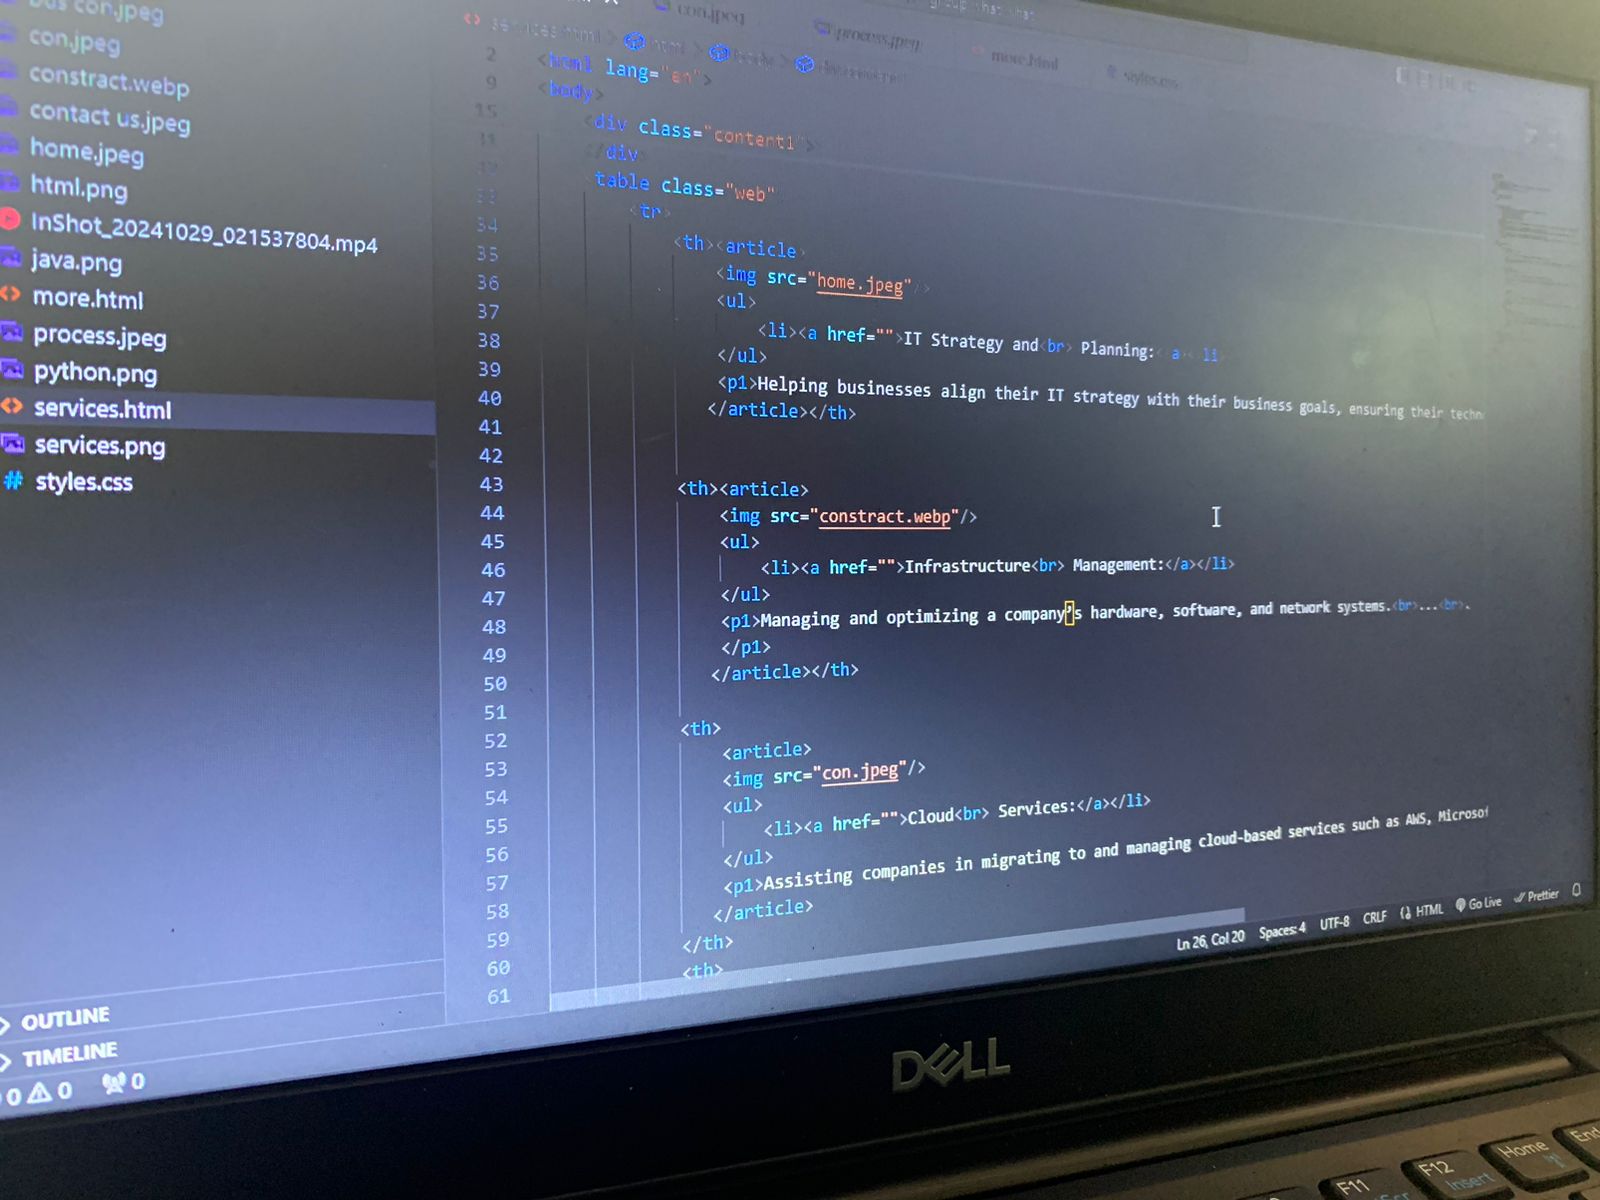 con.jpeg
con.jpeg
constract.webp
contact us.jpeg
home.jpeg
html.png
InShot_20241029_021537804.mp4
java.png
more.html
process.jpeg
python.png
services.html
services.png
styles.css
OUTLINE
TIMELINE
0 0 0
con.jpeg
process.jpeg
more.html
styles.css
services.html > html > body >
2 <html lang="en">
9 <body>
15 <div class="content1">
31 </div>
table class="web"
<tr>
34
35 <th><article>
36 <img src="home.jpeg"/>
37 <ul>
38 <li><a href="">IT Strategy and<br> Planning: a li
39 </ul>
40 <p1>Helping businesses align their IT strategy with their business goals, ensuring their techn
41 </article></th>
42
43 <th><article>
44 <img src="constract.webp"/>
45 <ul>
46 <li><a href="">Infrastructure<br> Management:</a></li>
47 </ul>
48 <p1>Managing and optimizing a company’s hardware, software, and network systems.<br>...<br>.
49 </p1>
50 </article></th>
51
52 <th>
53 <article>
54 <img src="con.jpeg"/>
55 <ul>
56 <li><a href="">Cloud<br> Services:</a></li>
57 </ul>
58 <p1>Assisting companies in migrating to and managing cloud-based services such as AWS, Microsof
59 </article>
60 </th>
61 <th>
Ln 26, Col 20 Spaces: 4 UTF-8 CRLF {} HTML Go Live Prettier
DELL
F11
F12
Insert
Home
End